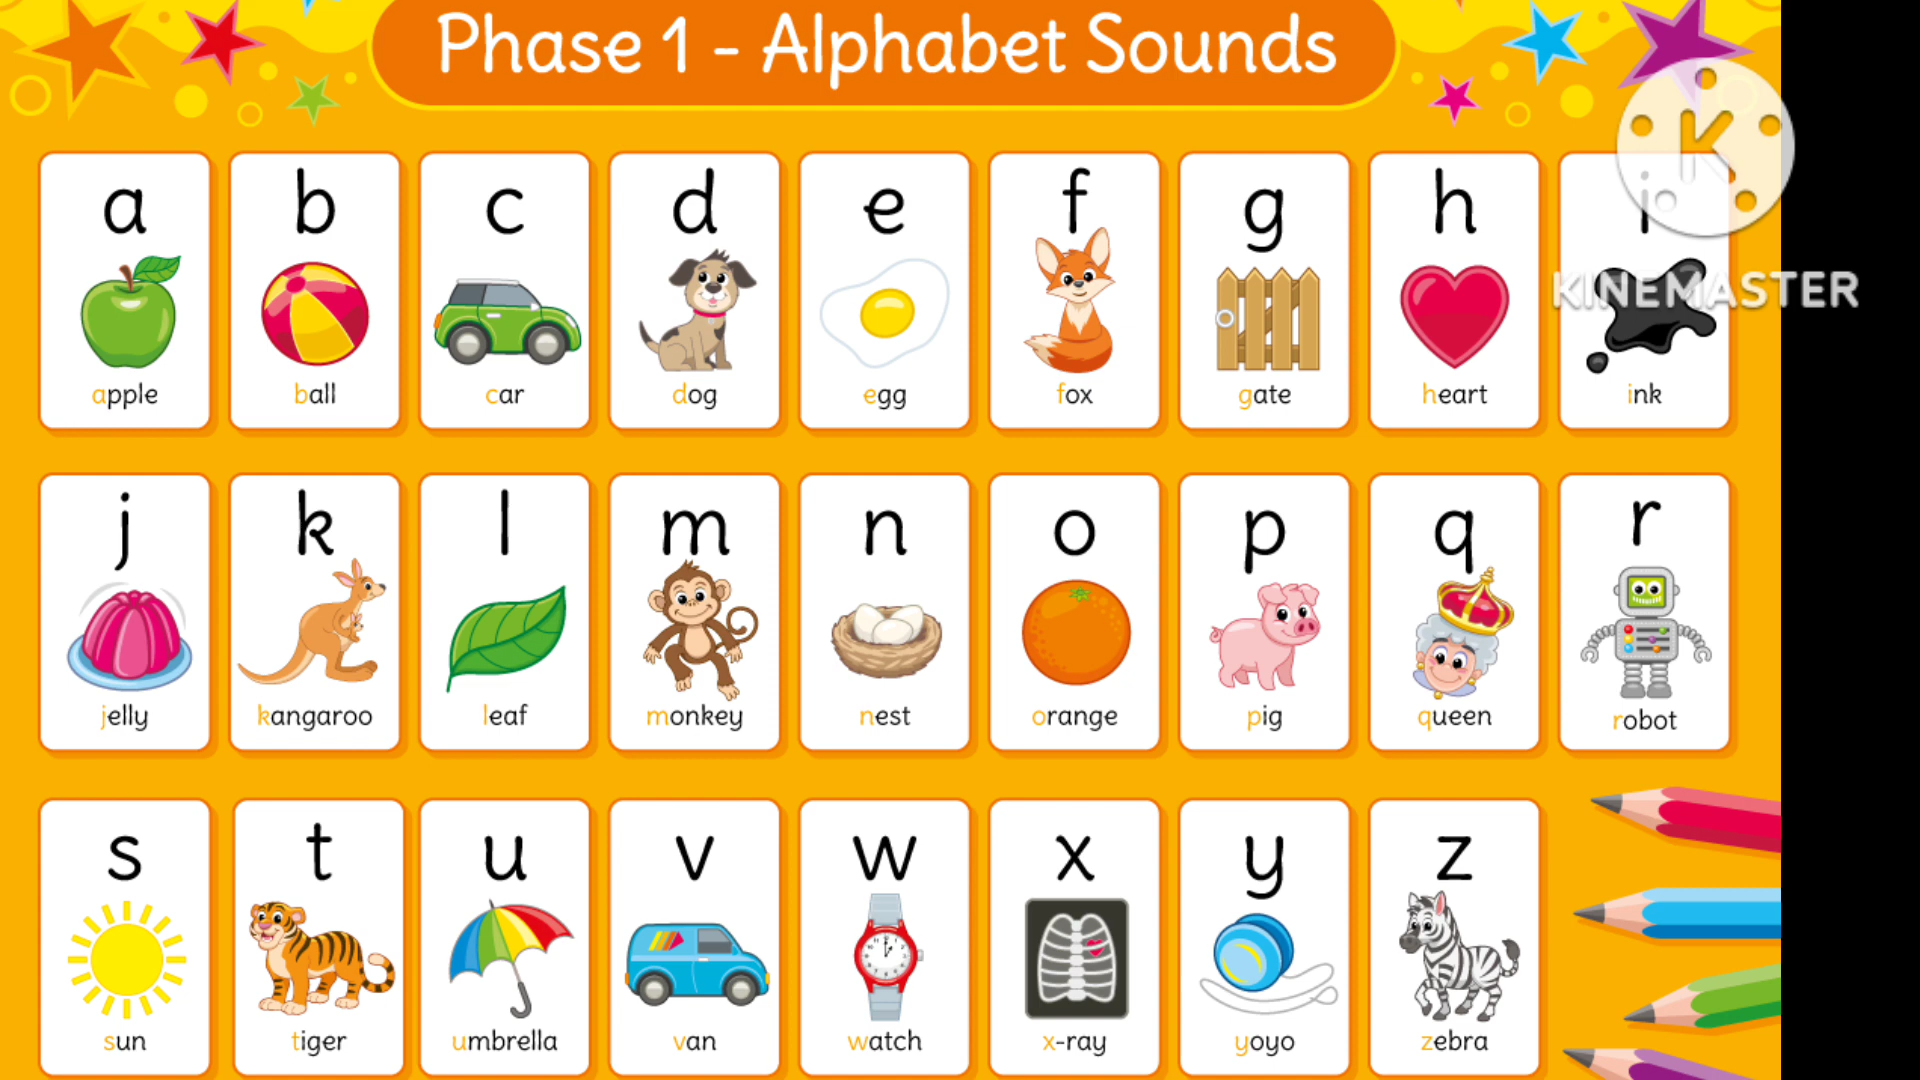 Phase 1 - Alphabet Sounds
a b c d e f g h i
apple ball car dog egg fox gate heart ink
K
KINEMASTER
j k l m n o p q r
jelly kangaroo leaf monkey nest orange pig queen robot
s t u v w x y z
sun tiger umbrella van watch x-ray yoyo zebra